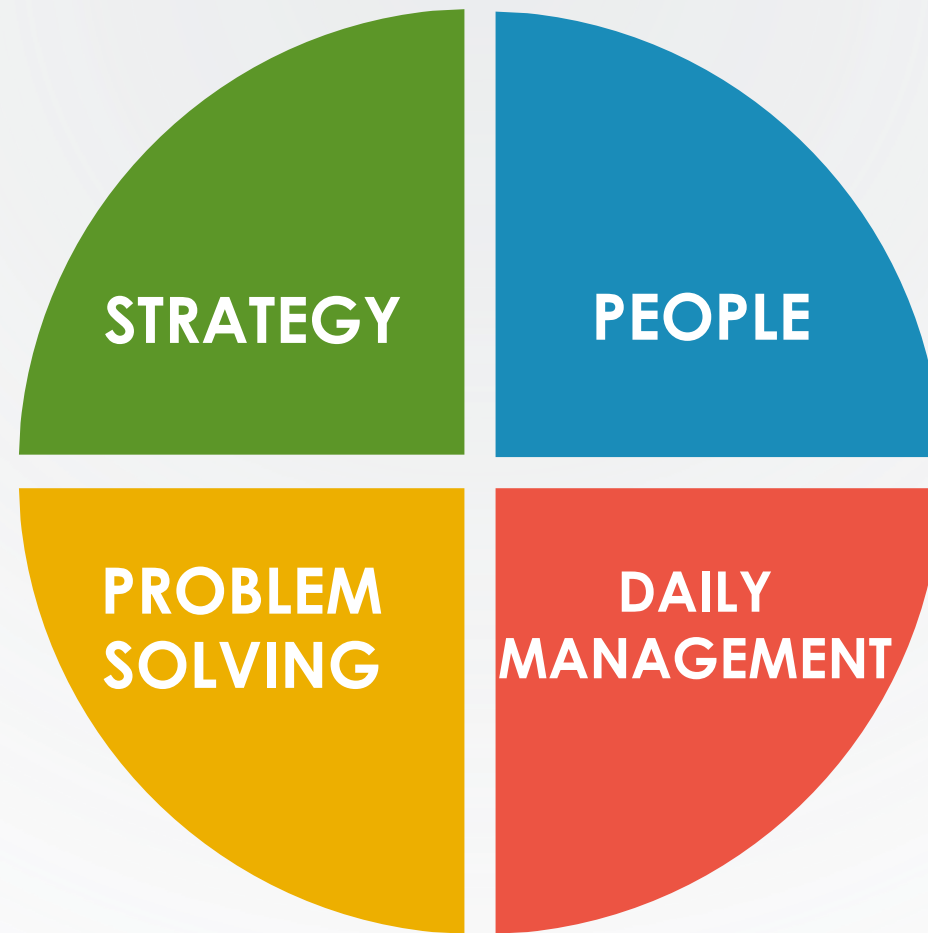 STRATEGY
PEOPLE
PROBLEM
SOLVING
DAILY
MANAGEMENT